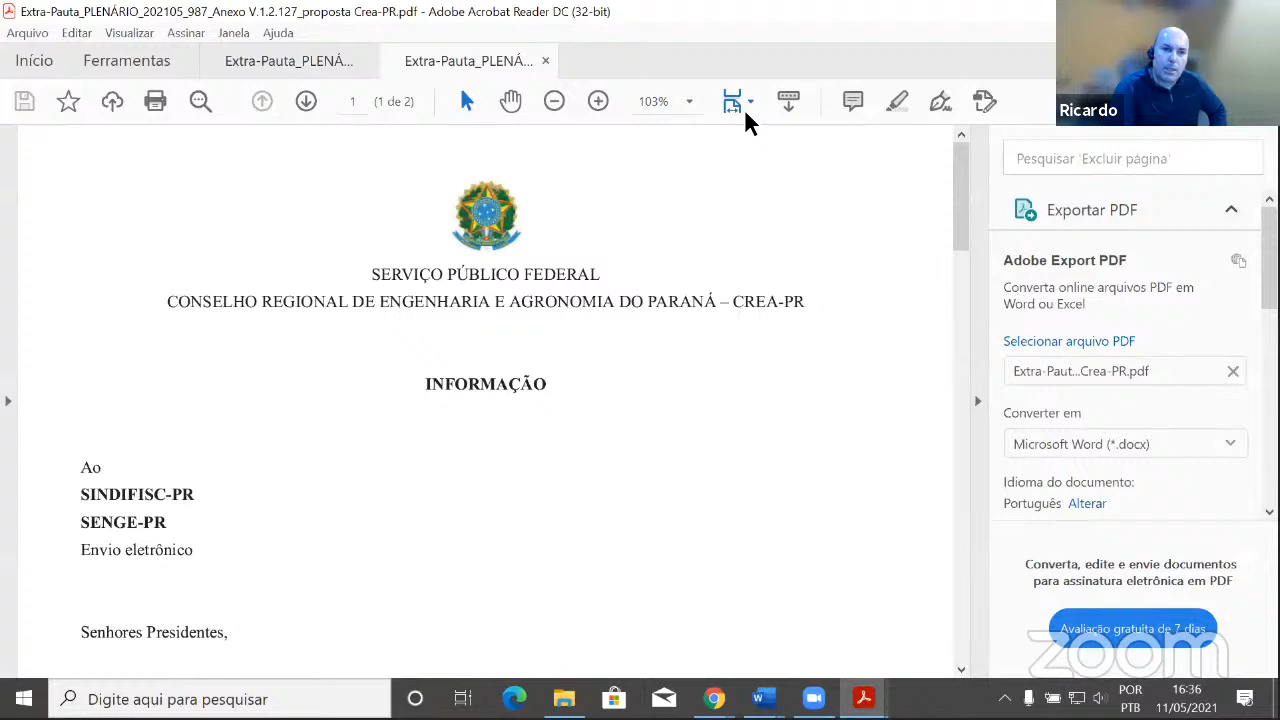 Extra-Pauta_PLENÁRIO_202105_987_Anexo V.1.2.127_proposta Crea-PR.pdf - Adobe Acrobat Reader DC (32-bit)
Arquivo Editar Visualizar Assinar Janela Ajuda
Início Ferramentas Extra-Pauta_PLENÁ... Extra-Pauta_PLENÁ... ×
1 (1 de 2) 103%
Ricardo
SERVIÇO PÚBLICO FEDERAL
CONSELHO REGIONAL DE ENGENHARIA E AGRONOMIA DO PARANÁ – CREA-PR
INFORMAÇÃO
Ao
SINDIFISC-PR
SENGE-PR
Envio eletrônico
Senhores Presidentes,
Pesquisar 'Excluir página'
Exportar PDF
Adobe Export PDF
Converta online arquivos PDF em
Word ou Excel
Selecionar arquivo PDF
Extra-Paut...Crea-PR.pdf
Converter em
Microsoft Word (*.docx)
Idioma do documento:
Português Alterar
Converta, edite e envie documentos
para assinatura eletrônica em PDF
Avaliação gratuita de 7 dias
zoom
Digite aqui para pesquisar
POR
PTB
16:36
11/05/2021